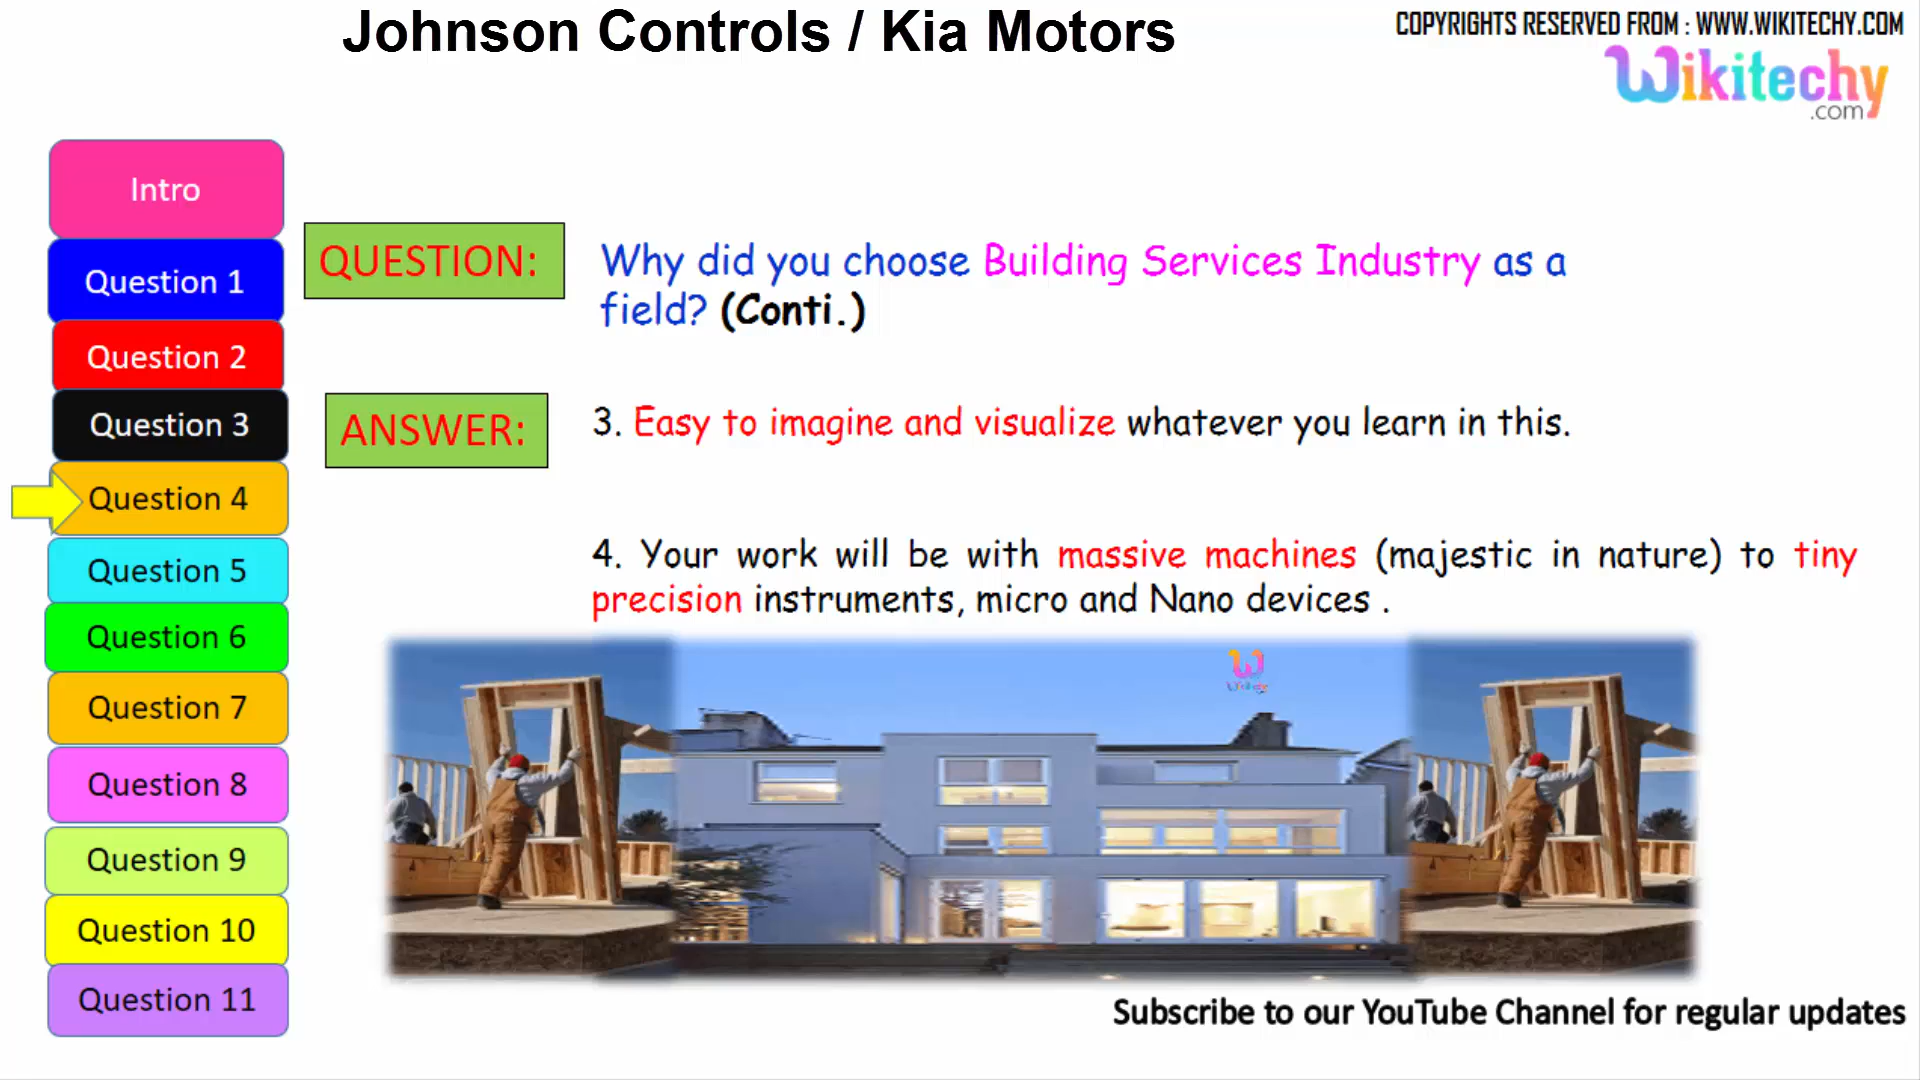 Johnson Controls / Kia Motors
COPYRIGHTS RESERVED FROM : WWW.WIKITECHY.COM
Wikitechy
.com
Intro
Question 1
Question 2
Question 3
Question 4
Question 5
Question 6
Question 7
Question 8
Question 9
Question 10
Question 11
QUESTION:
Why did you choose Building Services Industry as a
field? (Conti.)
ANSWER:
3. Easy to imagine and visualize whatever you learn in this.
4. Your work will be with massive machines (majestic in nature) to tiny
precision instruments, micro and Nano devices .
Subscribe to our YouTube Channel for regular updates